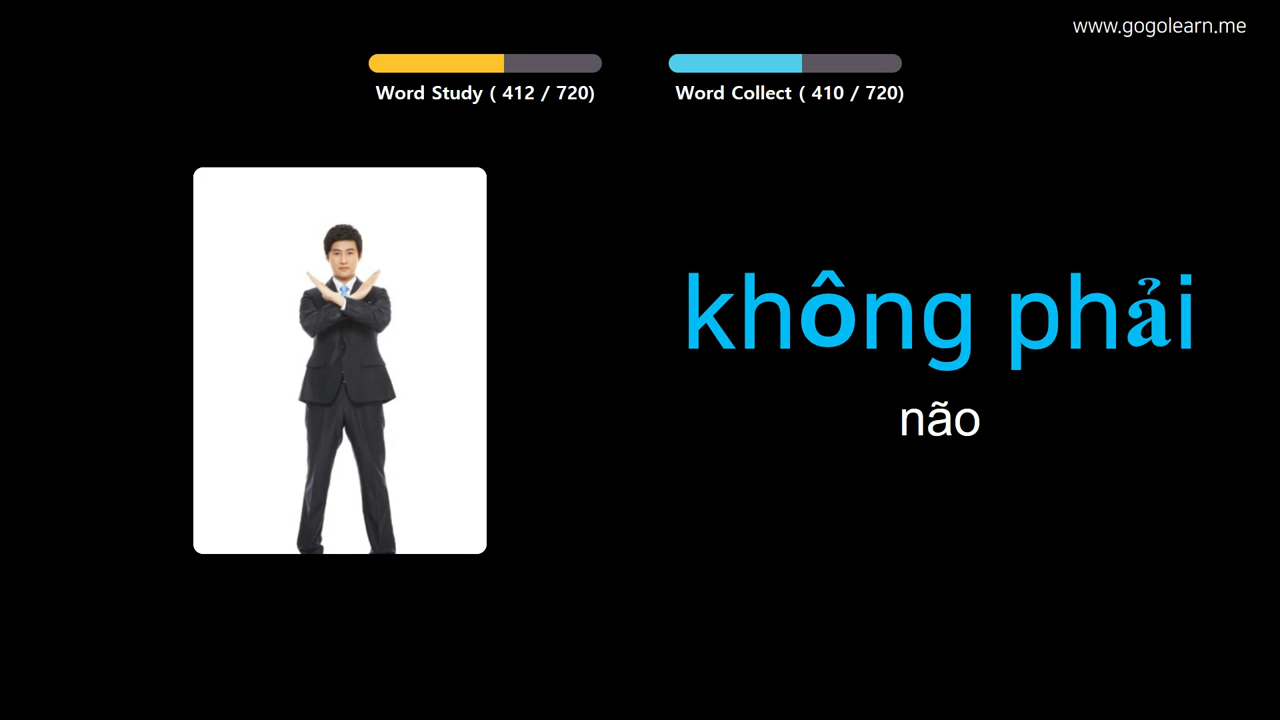 www.gogolearn.me
Word Study ( 412 / 720)
Word Collect ( 410 / 720)
không phải
não